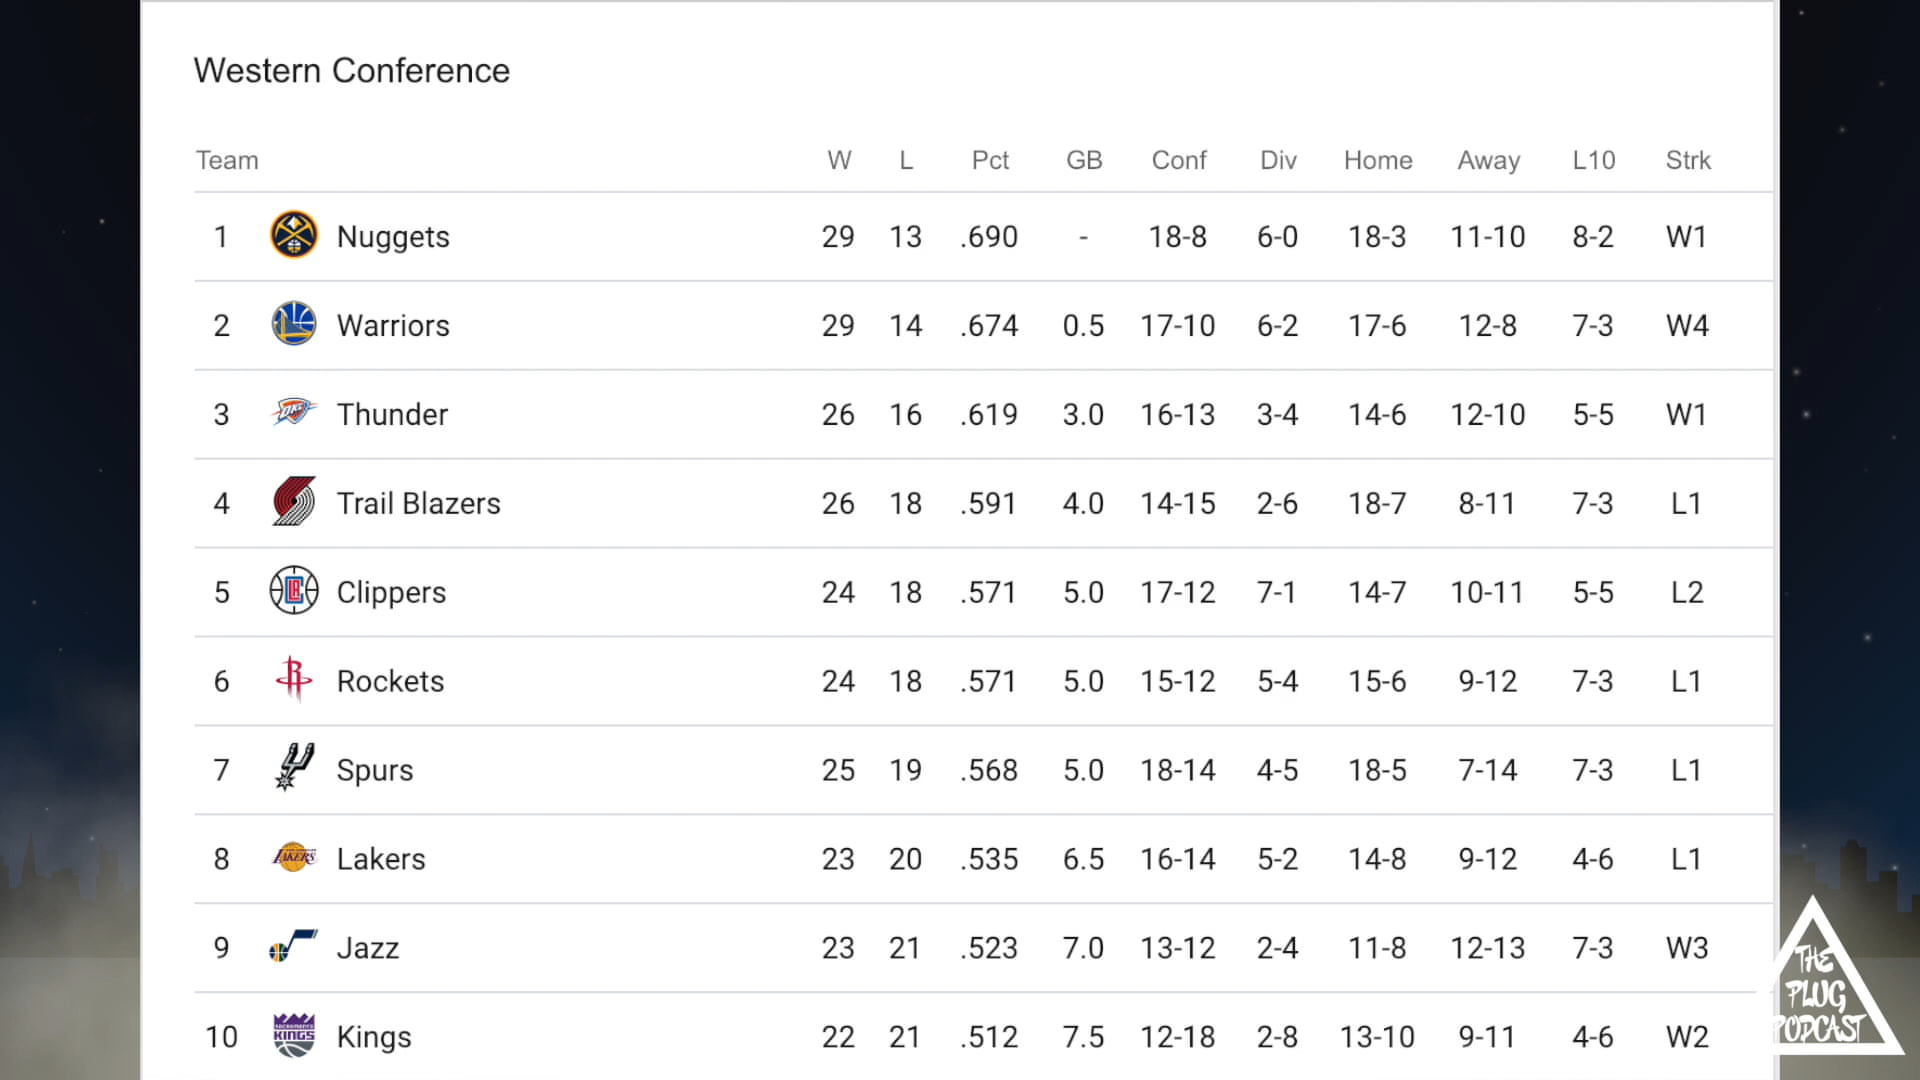 Western Conference
Team W L Pct GB Conf Div Home Away L10 Strk
1 Nuggets 29 13 .690 - 18-8 6-0 18-3 11-10 8-2 W1
2 Warriors 29 14 .674 0.5 17-10 6-2 17-6 12-8 7-3 W4
3 OKC Thunder 26 16 .619 3.0 16-13 3-4 14-6 12-10 5-5 W1
4 Trail Blazers 26 18 .591 4.0 14-15 2-6 18-7 8-11 7-3 L1
5 LA Clippers 24 18 .571 5.0 17-12 7-1 14-7 10-11 5-5 L2
6 R Rockets 24 18 .571 5.0 15-12 5-4 15-6 9-12 7-3 L1
7 Spurs 25 19 .568 5.0 18-14 4-5 18-5 7-14 7-3 L1
8 LAKERS Lakers 23 20 .535 6.5 16-14 5-2 14-8 9-12 4-6 L1
9 Jazz 23 21 .523 7.0 13-12 2-4 11-8 12-13 7-3 W3
10 SACRAMENTO KINGS Kings 22 21 .512 7.5 12-18 2-8 13-10 9-11 4-6 W2
THE
PLUG
PODCAST